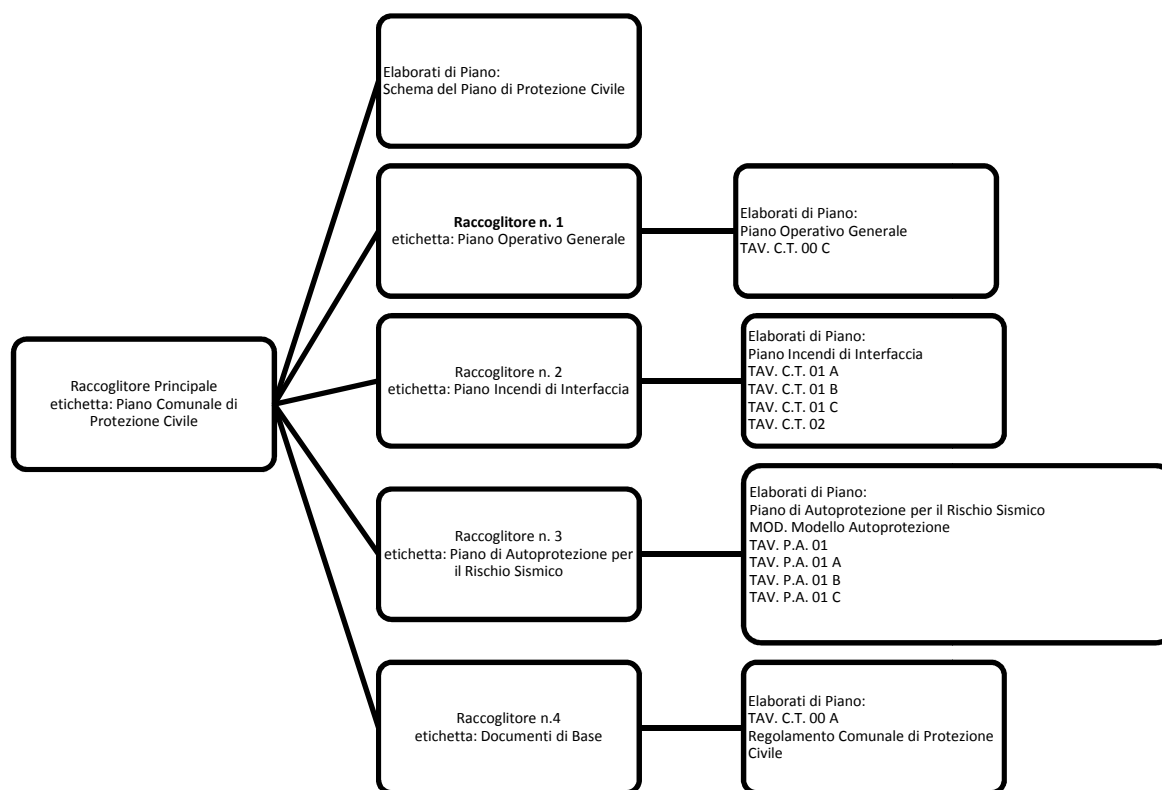 Raccoglitore Principale
etichetta: Piano Comunale di
Protezione Civile
Elaborati di Piano:
Schema del Piano di Protezione Civile
Raccoglitore n. 1
etichetta: Piano Operativo Generale
Elaborati di Piano:
Piano Operativo Generale
TAV. C.T. 00 C
Raccoglitore n. 2
etichetta: Piano Incendi di Interfaccia
Elaborati di Piano:
Piano Incendi di Interfaccia
TAV. C.T. 01 A
TAV. C.T. 01 B
TAV. C.T. 01 C
TAV. C.T. 02
Raccoglitore n. 3
etichetta: Piano di Autoprotezione per
il Rischio Sismico
Elaborati di Piano:
Piano di Autoprotezione per il Rischio Sismico
MOD. Modello Autoprotezione
TAV. P.A. 01
TAV. P.A. 01 A
TAV. P.A. 01 B
TAV. P.A. 01 C
Raccoglitore n.4
etichetta: Documenti di Base
Elaborati di Piano:
TAV. C.T. 00 A
Regolamento Comunale di Protezione
Civile